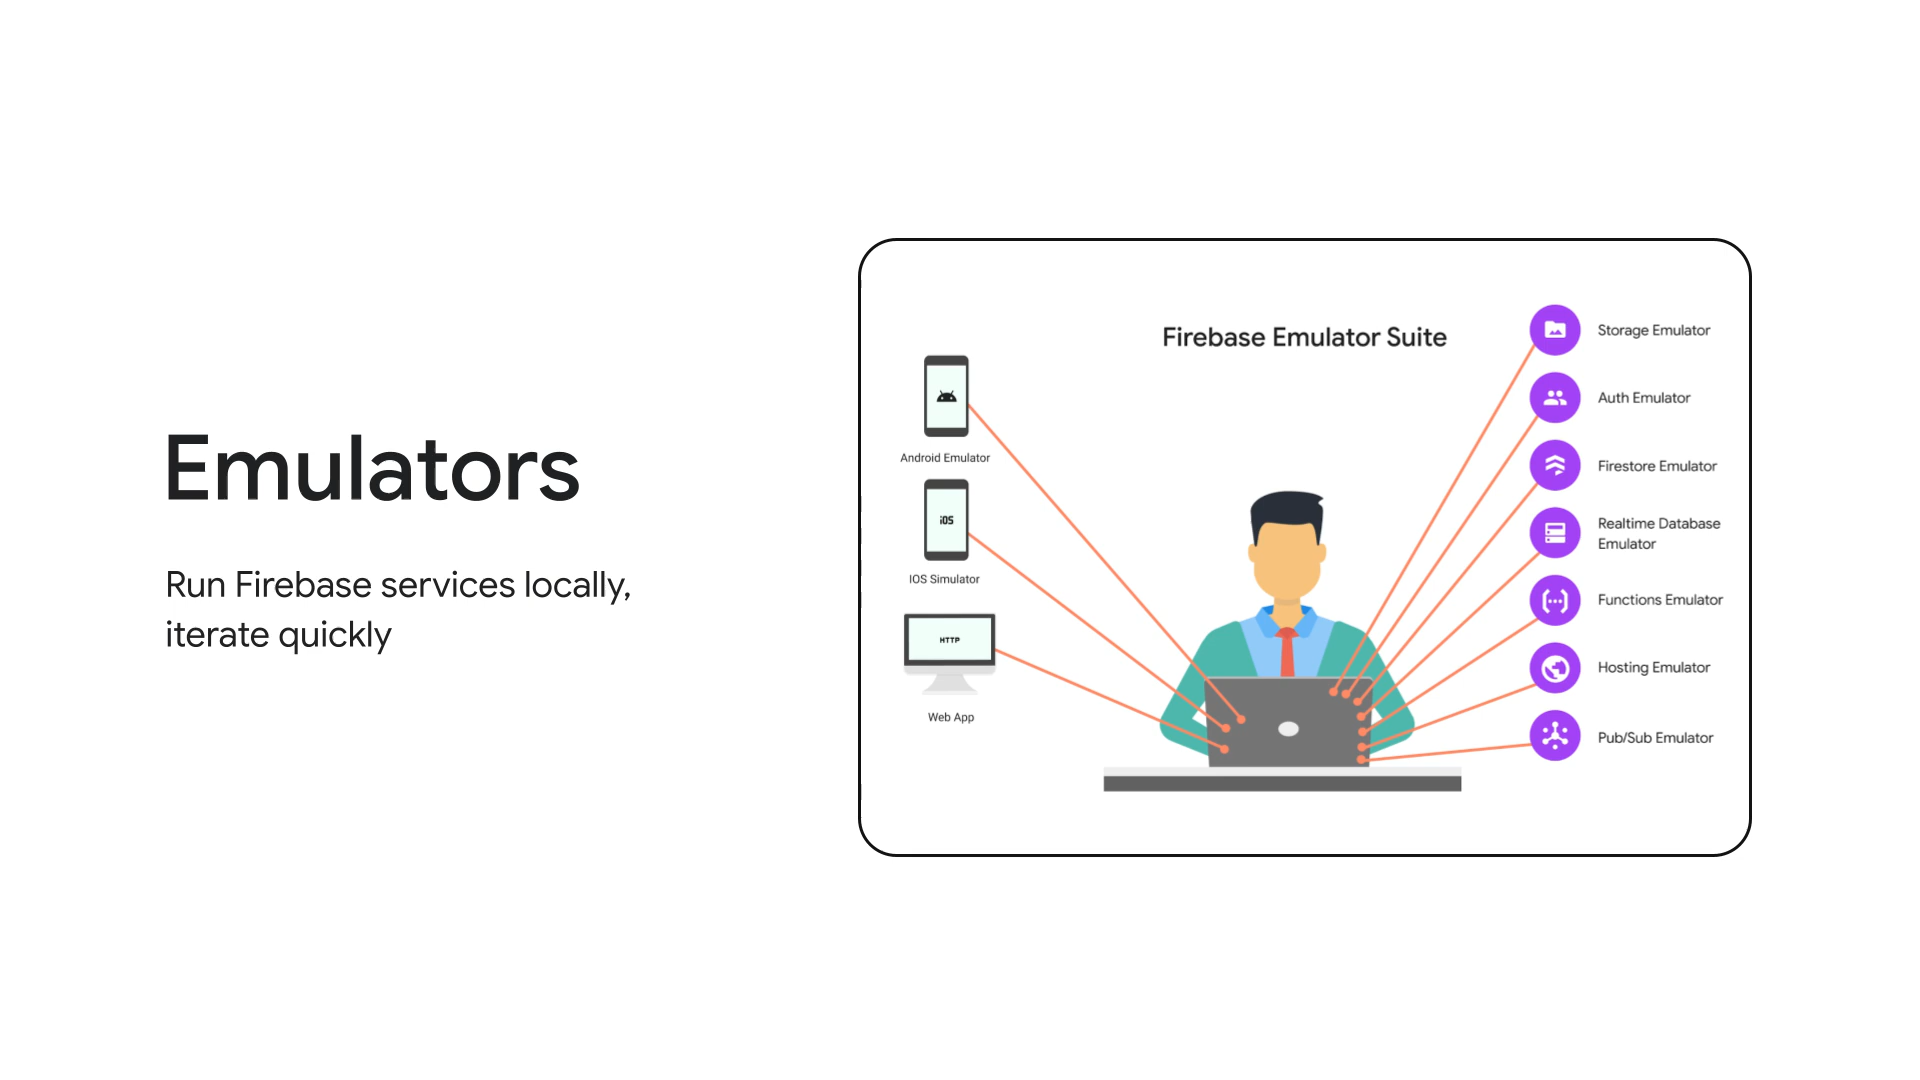 Emulators
Run Firebase services locally,
iterate quickly
Firebase Emulator Suite
Android Emulator
iOS
IOS Simulator
HTTP
Web App
Storage Emulator
Auth Emulator
Firestore Emulator
Realtime Database
Emulator
Functions Emulator
Hosting Emulator
Pub/Sub Emulator